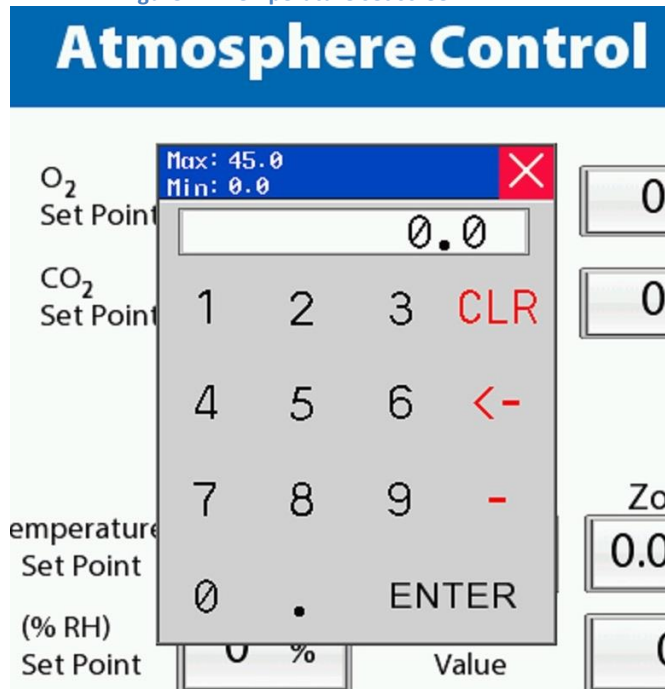 Atmosphere Control
Max: 45.0
Min: 0.0
O2
Set Point
0.0
CO2
Set Point
1 2 3 CLR
4 5 6 <-
7 8 9 -
0 . ENTER
emperature
Set Point
Zo
0.0
(% RH)
Set Point
0 %
Value